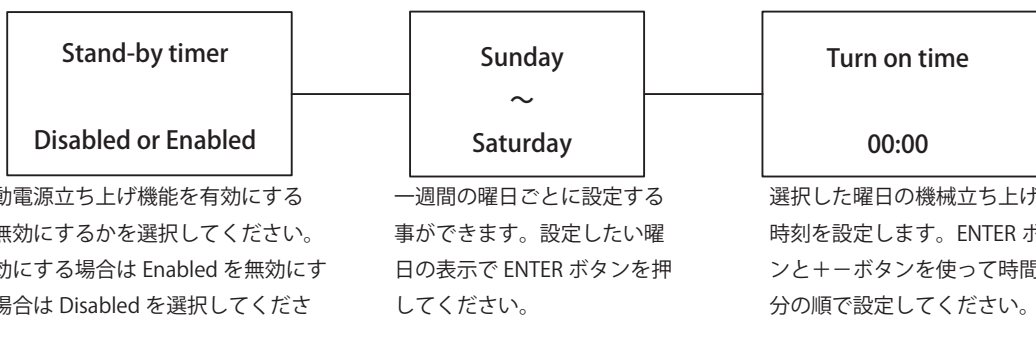 Stand-by timer
Disabled or Enabled
動電源立ち上げ機能を有効にする
無効にするかを選択してください。
効にする場合は Enabled を無効にす
場合は Disabled を選択してくださ
Sunday
～
Saturday
一週間の曜日ごとに設定する
事ができます。設定したい曜
日の表示で ENTER ボタンを押
してください。
Turn on time
00:00
選択した曜日の機械立ち上げ
時刻を設定します。ENTER ボ
ンと＋－ボタンを使って時間
分の順で設定してください。